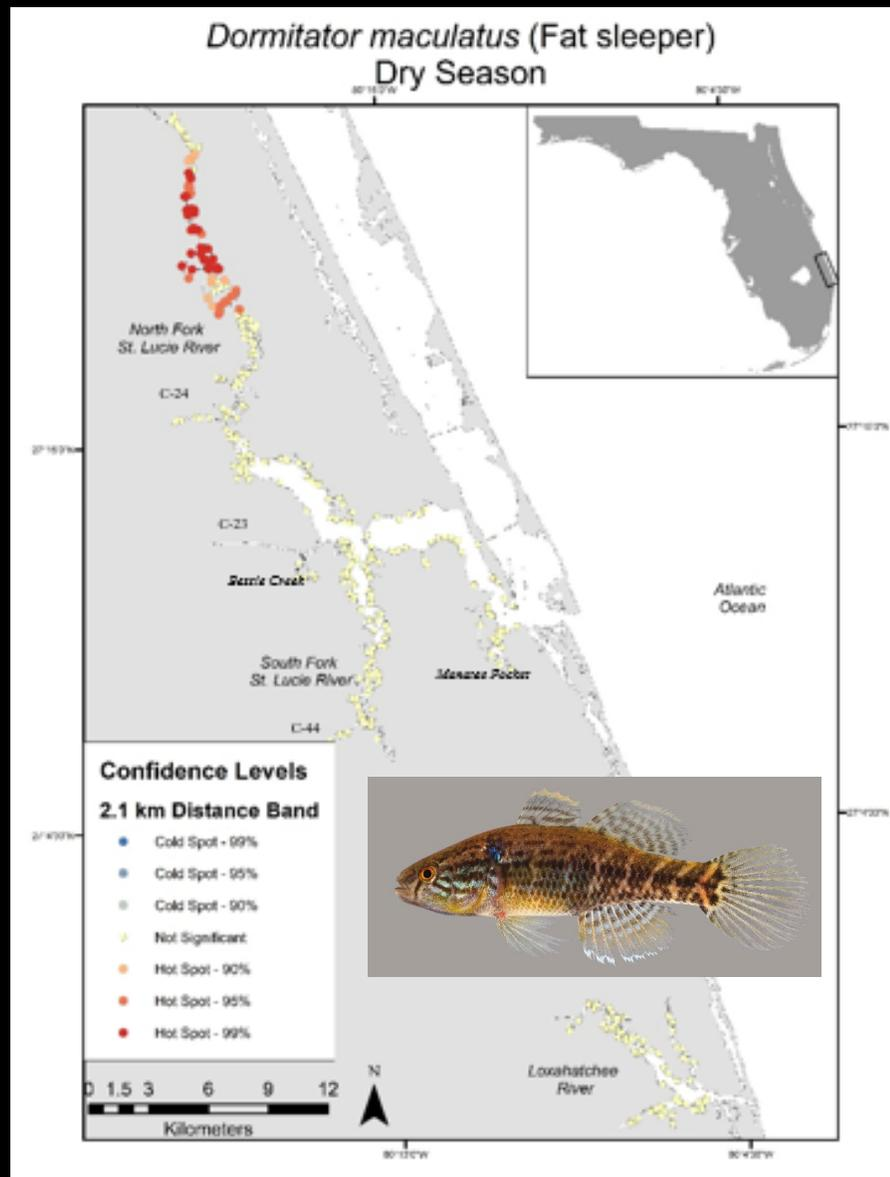 Dormitator maculatus (Fat sleeper)
Dry Season
North Fork
St. Lucie River
C-24
C-23
Bessie Creek
Atlantic
Ocean
South Fork
St. Lucie River
Manatee Pocket
C-44
Confidence Levels
2.1 km Distance Band
Cold Spot - 99%
Cold Spot - 95%
Cold Spot - 90%
Not Significant
Hot Spot - 90%
Hot Spot - 95%
Hot Spot - 99%
Loxahatchee
River
N
0 1.5 3 6 9 12
Kilometers